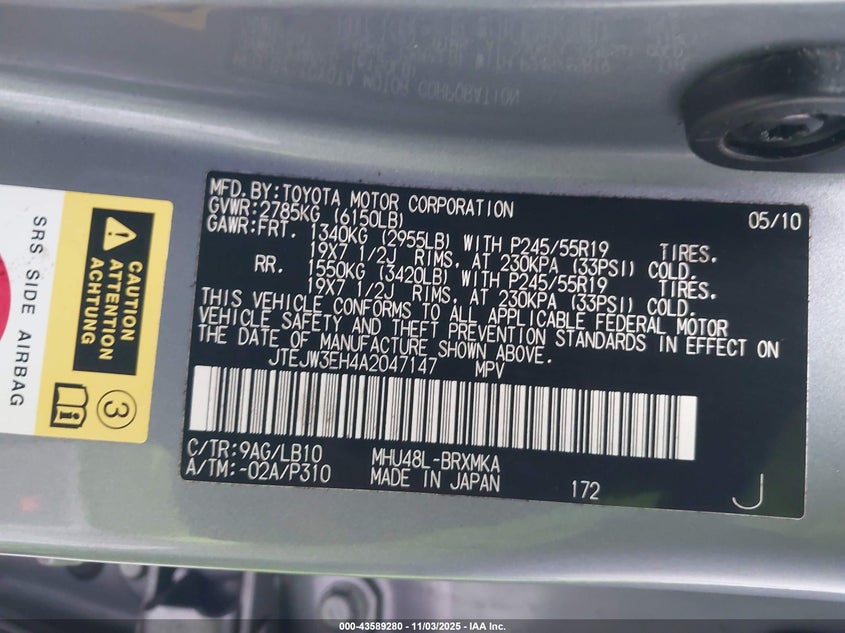 MFD. BY: TOYOTA MOTOR CORPORATION 05/10
GVWR: 2785KG (6150LB)
GAWR: FRT. 1340KG (2955LB) WITH P245/55R19 TIRES.
19X7 1/2J RIMS, AT 230KPA (33PSI) COLD.
RR. 1550KG (3420LB) WITH P245/55R19 TIRES.
19X7 1/2J RIMS, AT 230KPA (33PSI) COLD.
THIS VEHICLE CONFORMS TO ALL APPLICABLE FEDERAL MOTOR
VEHICLE SAFETY AND THEFT PREVENTION STANDARDS IN EFFECT ON
THE DATE OF MANUFACTURE SHOWN ABOVE.
JTEJW3EH4A2047147 MPV
C/TR: 9AG/LB10 MHU48L-BRXMKA
A/TM: -02A/P310 MADE IN JAPAN 172 J
SRS SIDE AIRBAG
CAUTION
ATTENTION
ACHTUNG
i
3
000-43589280 - 11/03/2025 - IAA Inc.